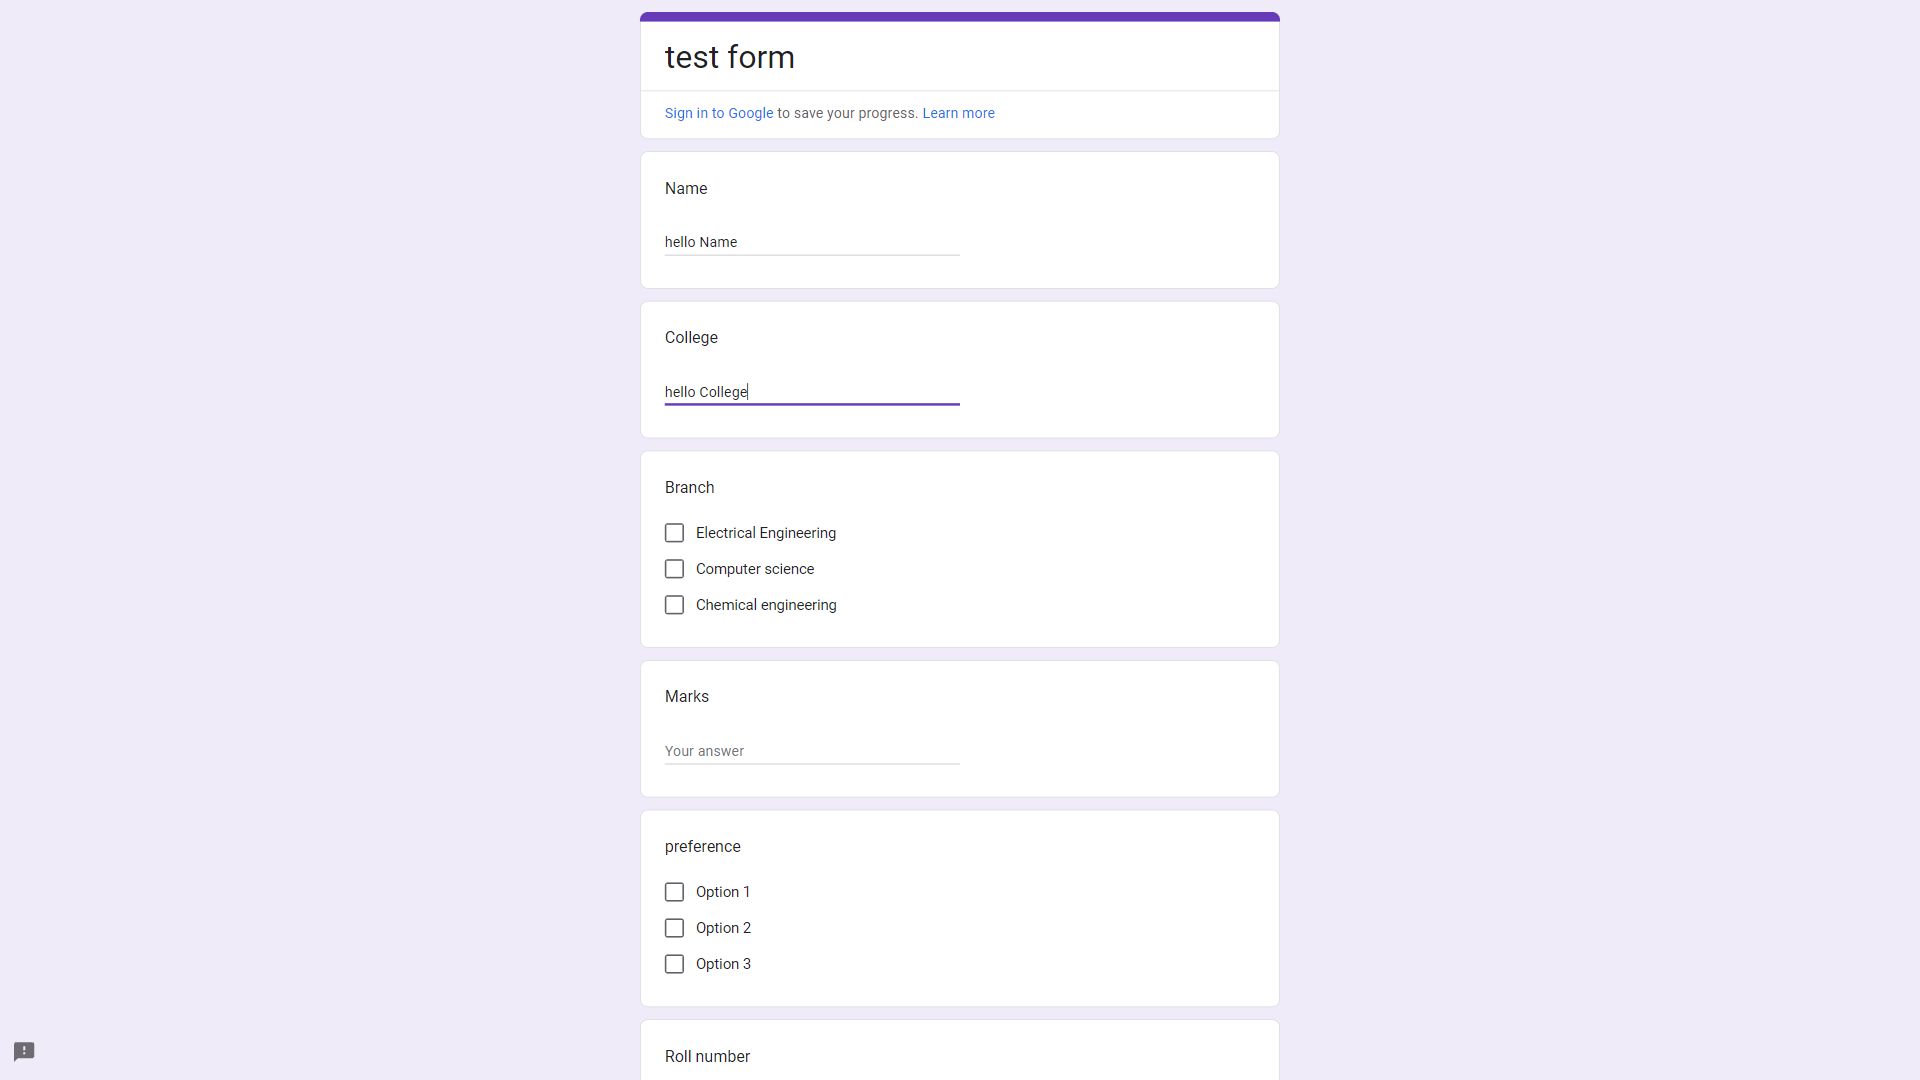 test form
Sign in to Google to save your progress. Learn more
Name
hello Name
College
hello College
Branch
Electrical Engineering
Computer science
Chemical engineering
Marks
Your answer
preference
Option 1
Option 2
Option 3
Roll number